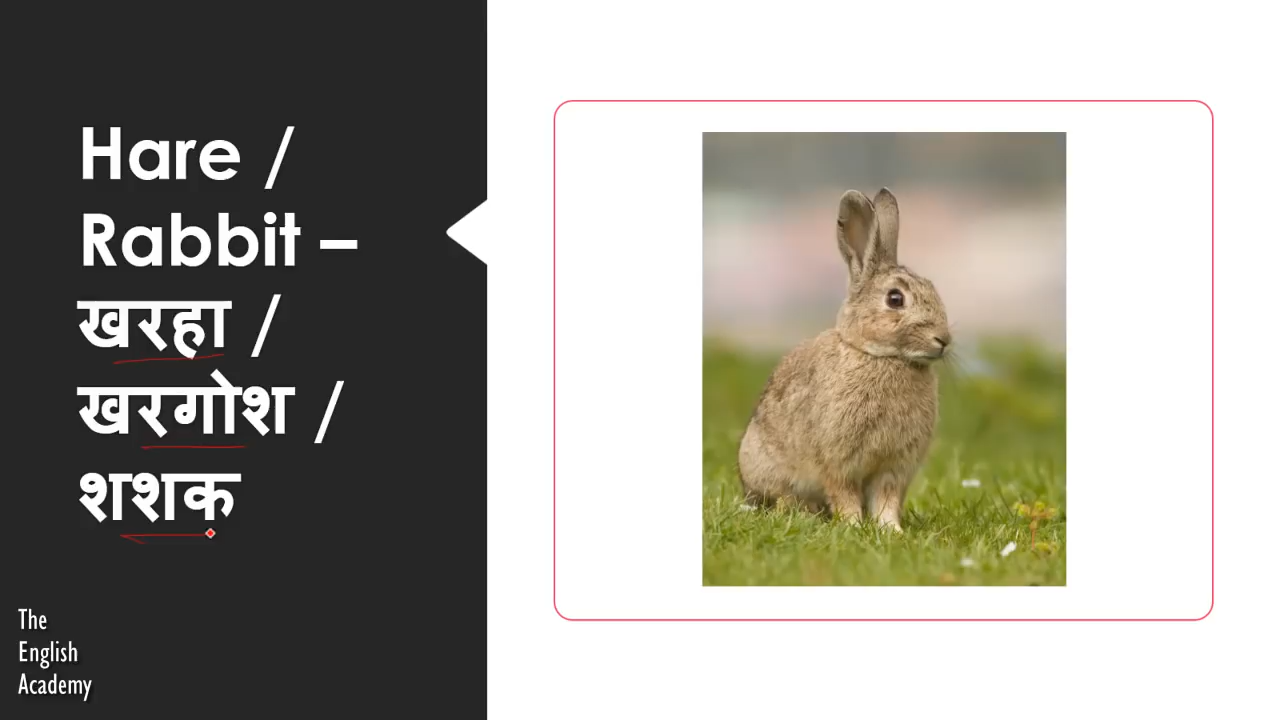 Hare /
Rabbit –
खरहा /
खरगोश /
शशक
The
English
Academy